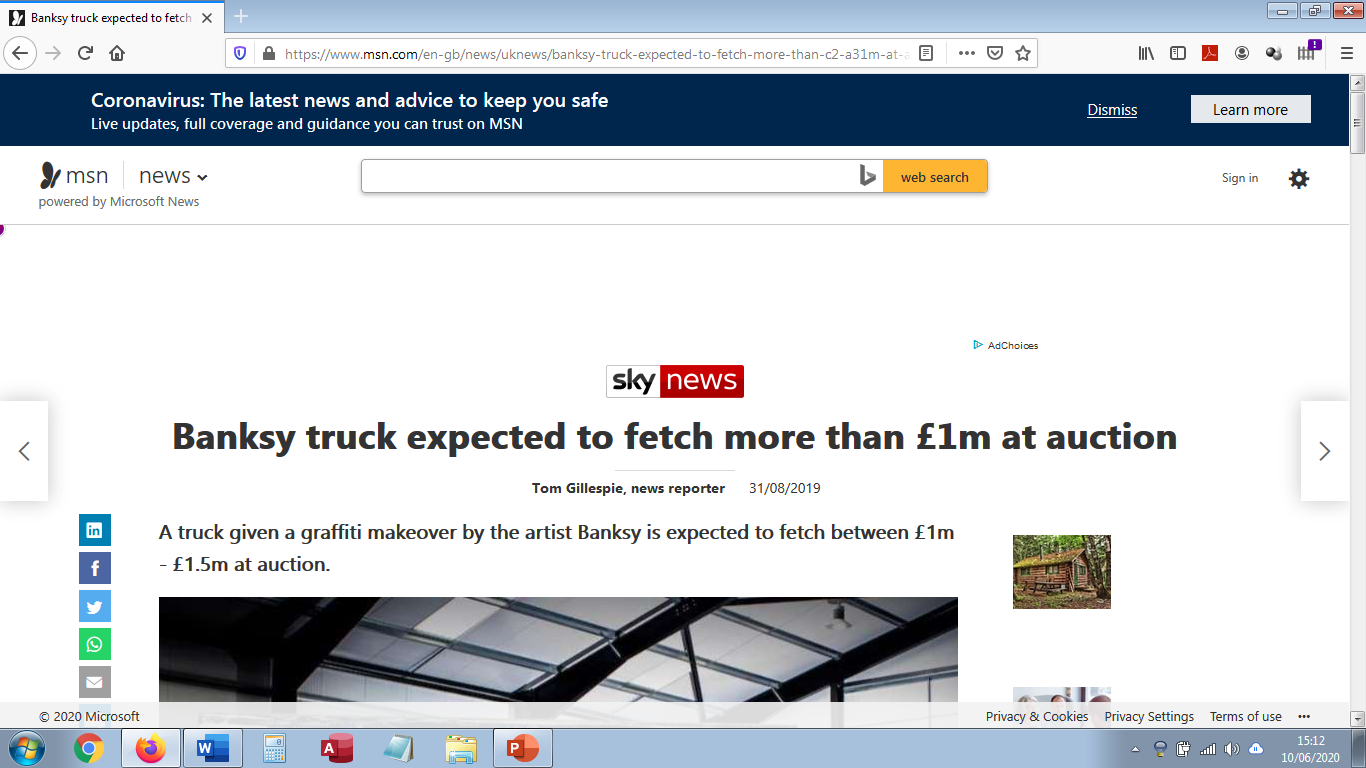 Banksy truck expected to fetch
https://www.msn.com/en-gb/news/uknews/banksy-truck-expected-to-fetch-more-than-c2-a31m-at-a
Coronavirus: The latest news and advice to keep you safe
Live updates, full coverage and guidance you can trust on MSN
Dismiss
Learn more
msn
news
powered by Microsoft News
web search
Sign in
AdChoices
sky news
Banksy truck expected to fetch more than £1m at auction
Tom Gillespie, news reporter 31/08/2019
A truck given a graffiti makeover by the artist Banksy is expected to fetch between £1m
- £1.5m at auction.
© 2020 Microsoft
Privacy & Cookies Privacy Settings Terms of use
15:12
10/06/2020